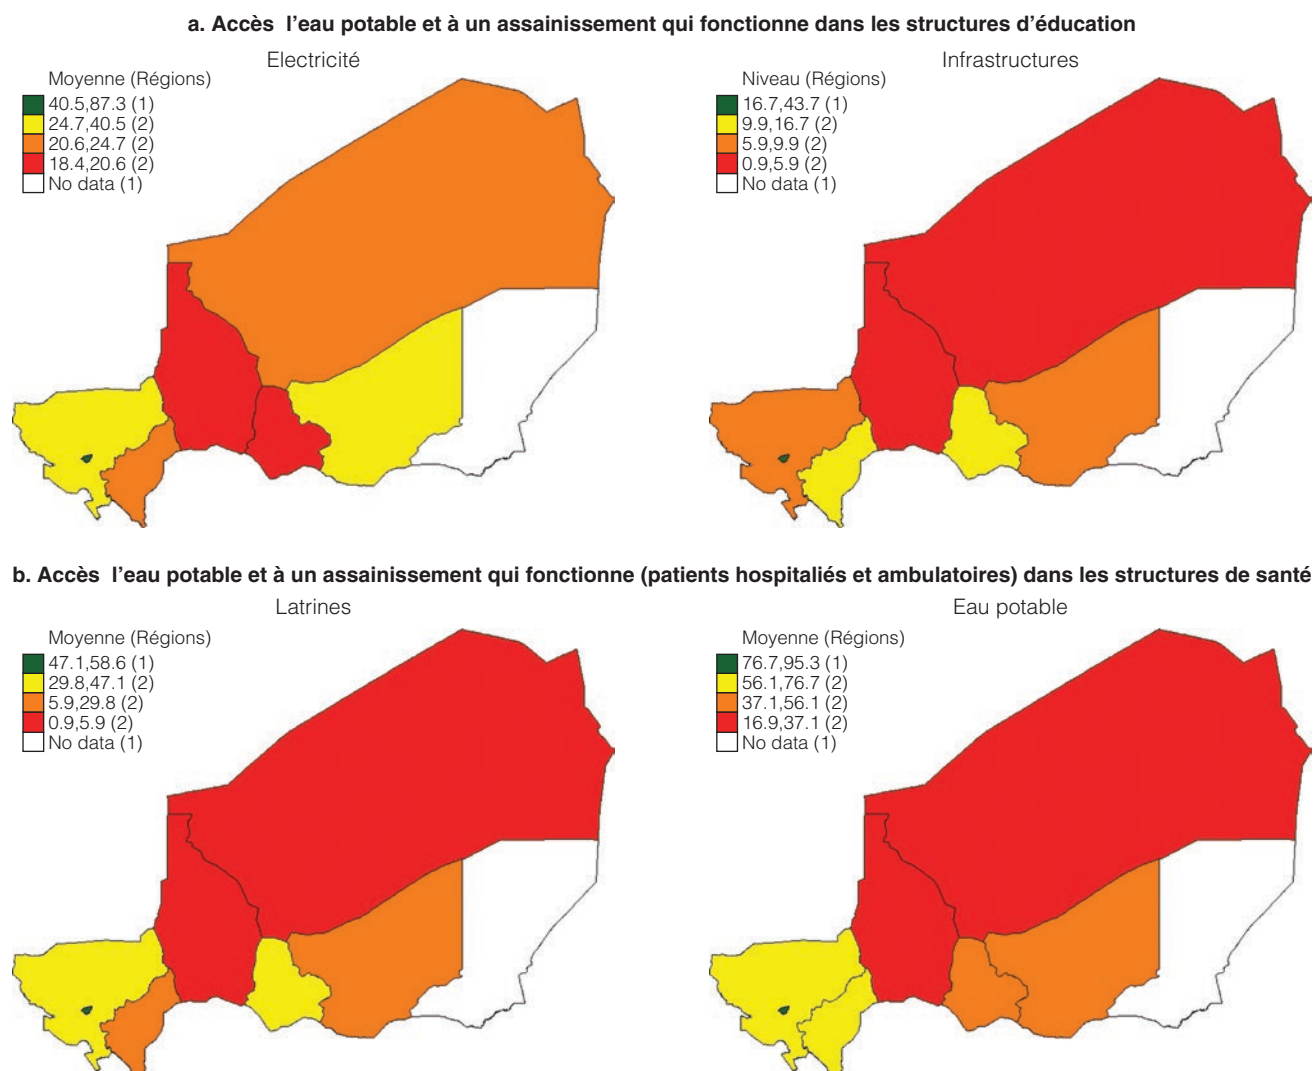 a. Accès l'eau potable et à un assainissement qui fonctionne dans les structures d'éducation
Electricité
Moyenne (Régions)
40.5,87.3 (1)
24.7,40.5 (2)
20.6,24.7 (2)
18.4,20.6 (2)
No data (1)
Infrastructures
Niveau (Régions)
16.7,43.7 (1)
9.9,16.7 (2)
5.9,9.9 (2)
0.9,5.9 (2)
No data (1)
b. Accès l'eau potable et à un assainissement qui fonctionne (patients hospitaliés et ambulatoires) dans les structures de santé
Latrines
Moyenne (Régions)
47.1,58.6 (1)
29.8,47.1 (2)
5.9,29.8 (2)
0.9,5.9 (2)
No data (1)
Eau potable
Moyenne (Régions)
76.7,95.3 (1)
56.1,76.7 (2)
37.1,56.1 (2)
16.9,37.1 (2)
No data (1)